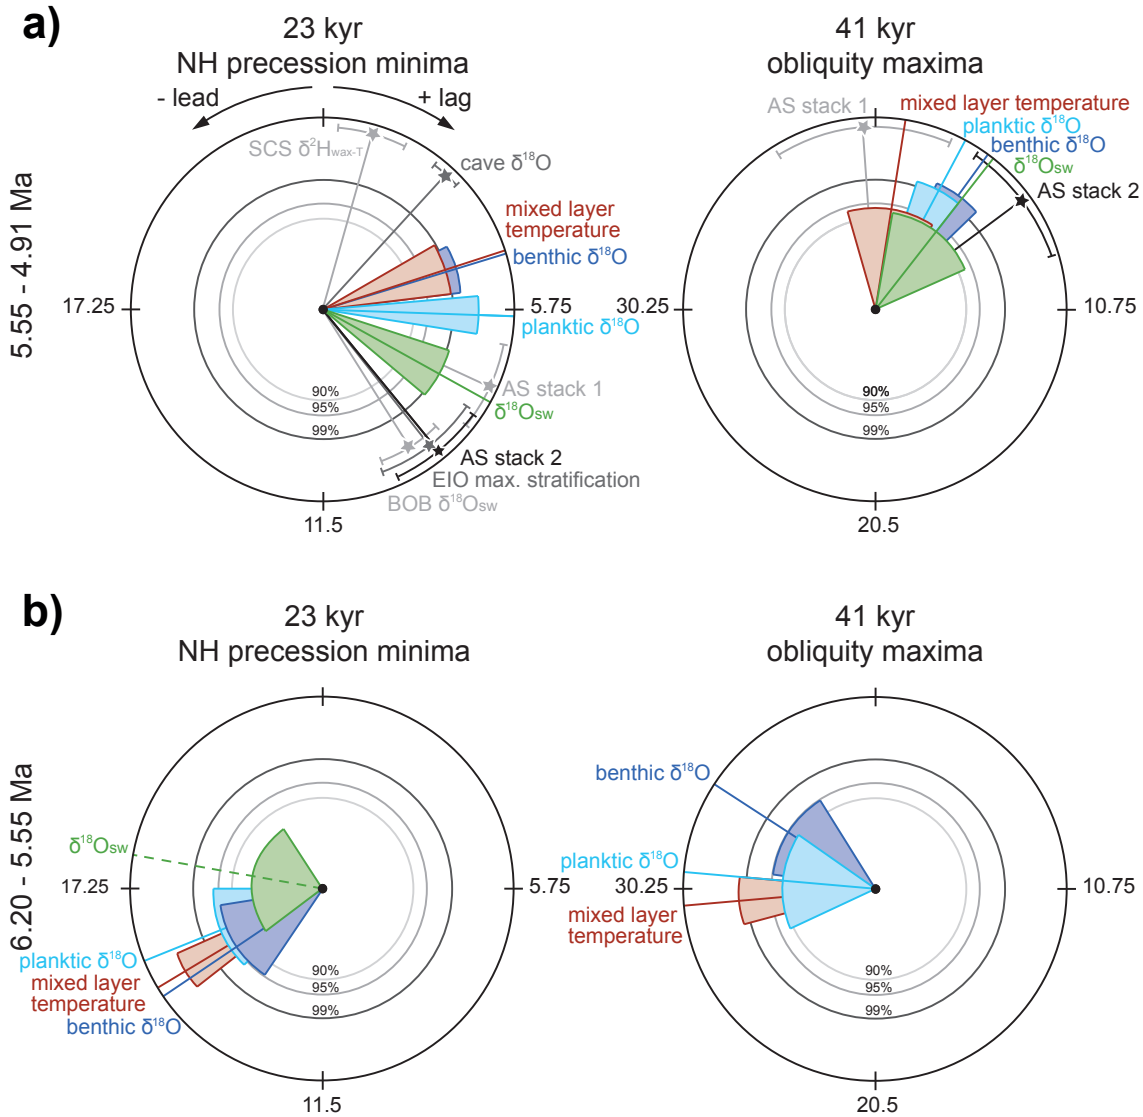 a)
23 kyr
NH precession minima
- lead
+ lag
SCS δ²Hwax-T
cave δ¹⁸O
mixed layer
temperature
benthic δ¹⁸O
17.25
5.75
planktic δ¹⁸O
AS stack 1
δ¹⁸Osw
90%
95%
99%
AS stack 2
EIO max. stratification
BOB δ¹⁸Osw
11.5
5.55 - 4.91 Ma
41 kyr
obliquity maxima
AS stack 1
mixed layer temperature
planktic δ¹⁸O
benthic δ¹⁸O
δ¹⁸Osw
AS stack 2
30.25
10.75
90%
95%
99%
20.5
b)
23 kyr
NH precession minima
6.20 - 5.55 Ma
δ¹⁸Osw
17.25
5.75
planktic δ¹⁸O
mixed layer
temperature
benthic δ¹⁸O
90%
95%
99%
11.5
41 kyr
obliquity maxima
benthic δ¹⁸O
planktic δ¹⁸O
30.25
10.75
mixed layer
temperature
90%
95%
99%
20.5